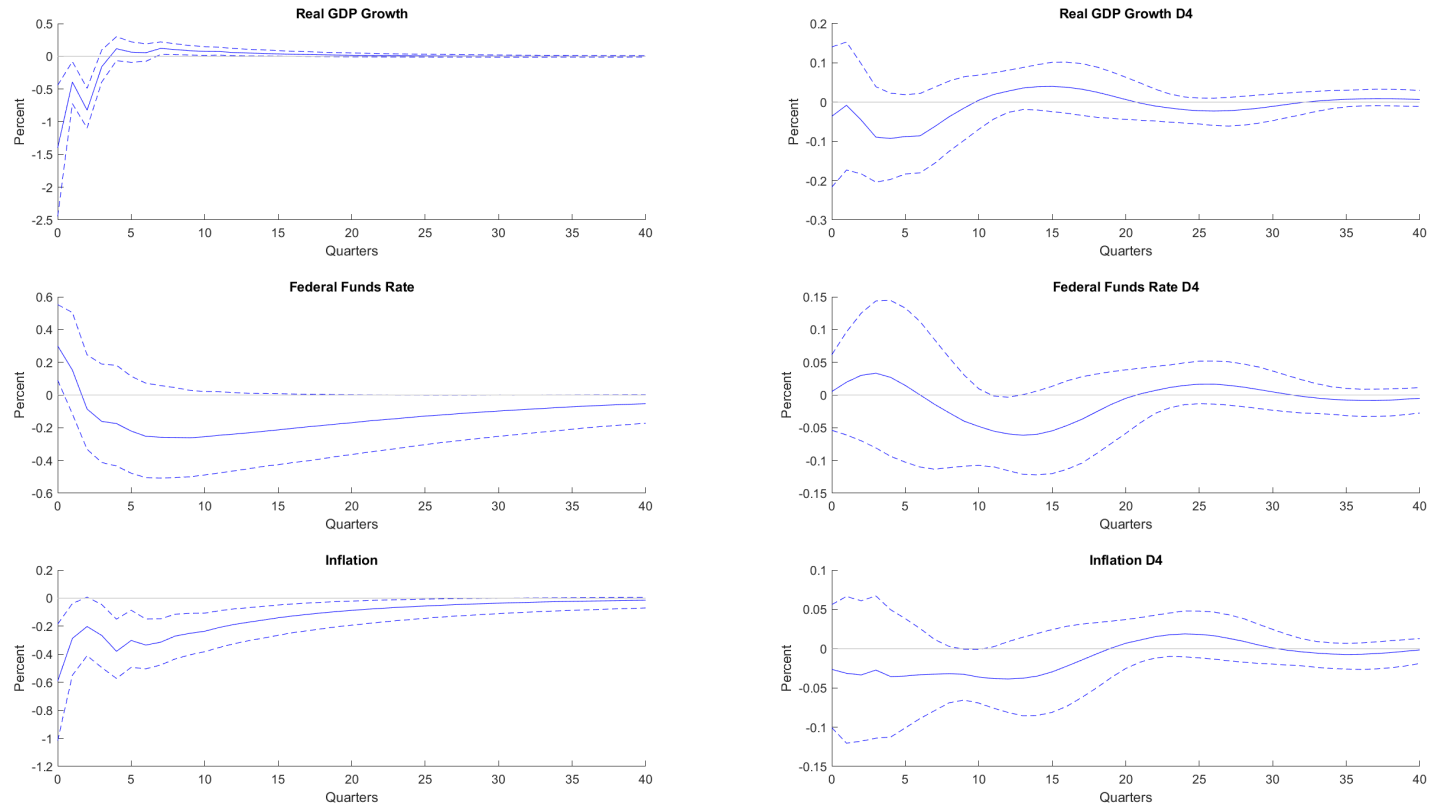 Real GDP Growth
Percent
0.5
0
-0.5
-1
-1.5
-2
-2.5
0 5 10 15 20 25 30 35 40
Quarters
Real GDP Growth D4
Percent
0.2
0.1
0
-0.1
-0.2
-0.3
0 5 10 15 20 25 30 35 40
Quarters
Federal Funds Rate
Percent
0.6
0.4
0.2
0
-0.2
-0.4
-0.6
0 5 10 15 20 25 30 35 40
Quarters
Federal Funds Rate D4
Percent
0.15
0.1
0.05
0
-0.05
-0.1
-0.15
0 5 10 15 20 25 30 35 40
Quarters
Inflation
Percent
0.2
0
-0.2
-0.4
-0.6
-0.8
-1
-1.2
0 5 10 15 20 25 30 35 40
Quarters
Inflation D4
Percent
0.1
0.05
0
-0.05
-0.1
-0.15
0 5 10 15 20 25 30 35 40
Quarters